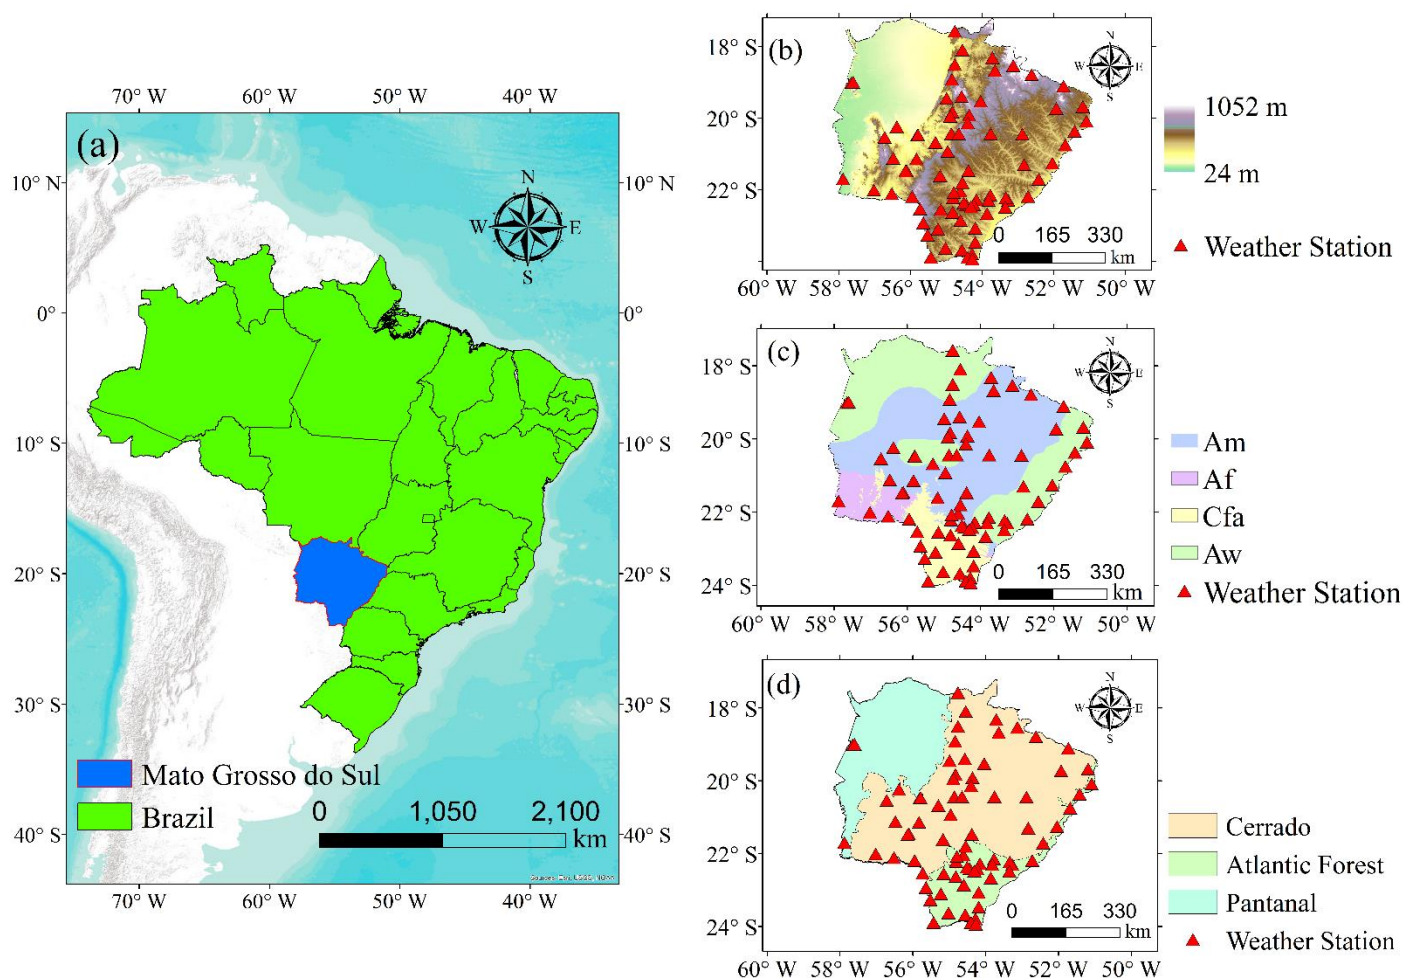 70° W 60° W 50° W 40° W
(a)
N
W E
S
10° N 10° N
0° 0°
10° S 10° S
20° S 20° S
30° S 30° S
40° S 40° S
Mato Grosso do Sul
Brazil
0 1,050 2,100
km
70° W 60° W 50° W 40° W
(b)
N
W E
S
18° S
20° S
22° S
0 165 330
km
60° W 58° W 56° W 54° W 52° W 50° W
1052 m
24 m
Weather Station
(c)
N
W E
S
18° S
20° S
22° S
24° S
0 165 330
km
60° W 58° W 56° W 54° W 52° W 50° W
Am
Af
Cfa
Aw
Weather Station
(d)
N
W E
S
18° S
20° S
22° S
24° S
0 165 330
km
60° W 58° W 56° W 54° W 52° W 50° W
Cerrado
Atlantic Forest
Pantanal
Weather Station